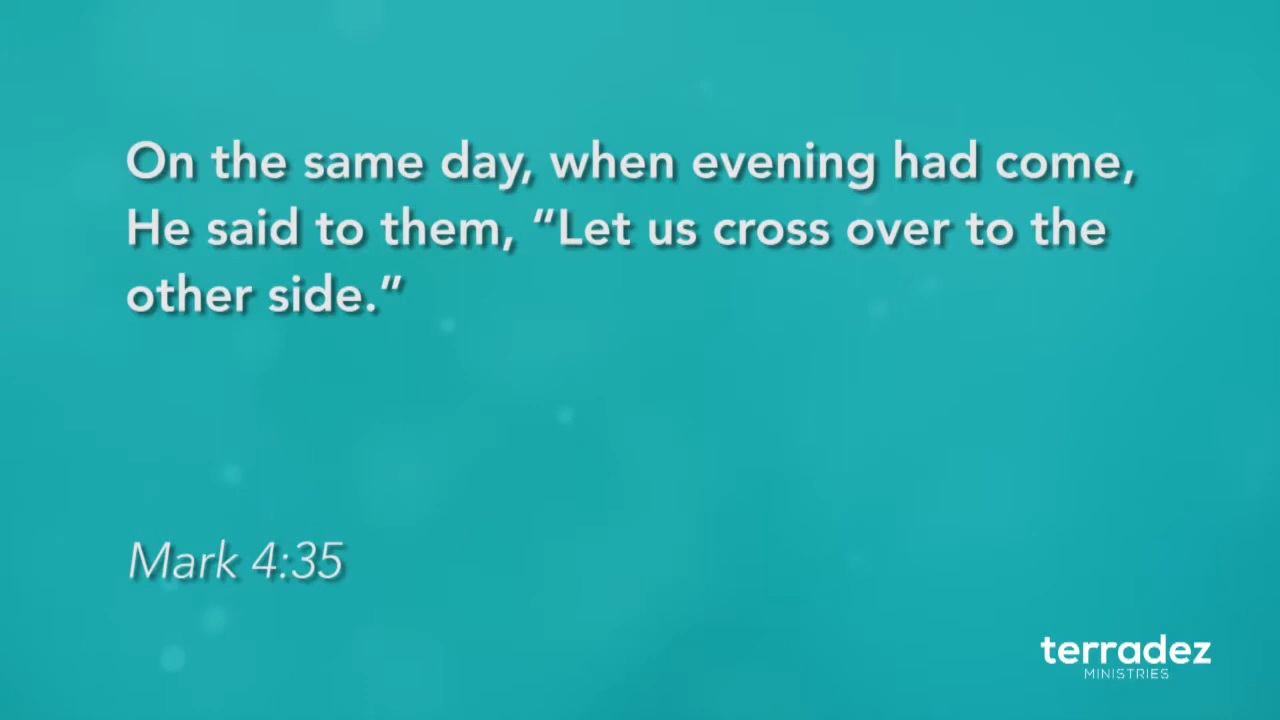 On the same day, when evening had come,
He said to them, “Let us cross over to the
other side.”
Mark 4:35
terradez
MINISTRIES